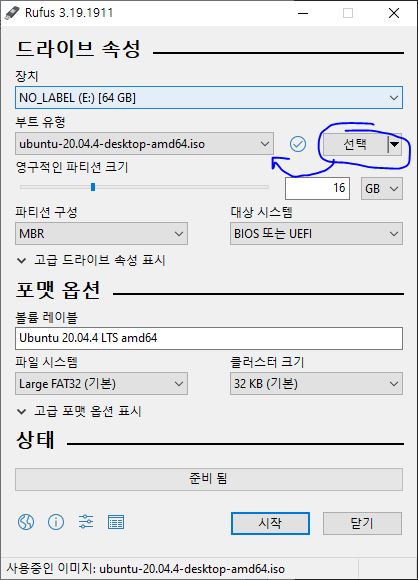 Rufus 3.19.1911
드라이브 속성
장치
NO_LABEL (E:) [64 GB]
부트 유형
ubuntu-20.04.4-desktop-amd64.iso
선택
영구적인 파티션 크기
16 GB
파티션 구성 대상 시스템
MBR BIOS 또는 UEFI
고급 드라이브 속성 표시
포맷 옵션
볼륨 레이블
Ubuntu 20.04.4 LTS amd64
파일 시스템 클러스터 크기
Large FAT32 (기본) 32 KB (기본)
고급 포맷 옵션 표시
상태
준비 됨
시작 닫기
사용중인 이미지: ubuntu-20.04.4-desktop-amd64.iso